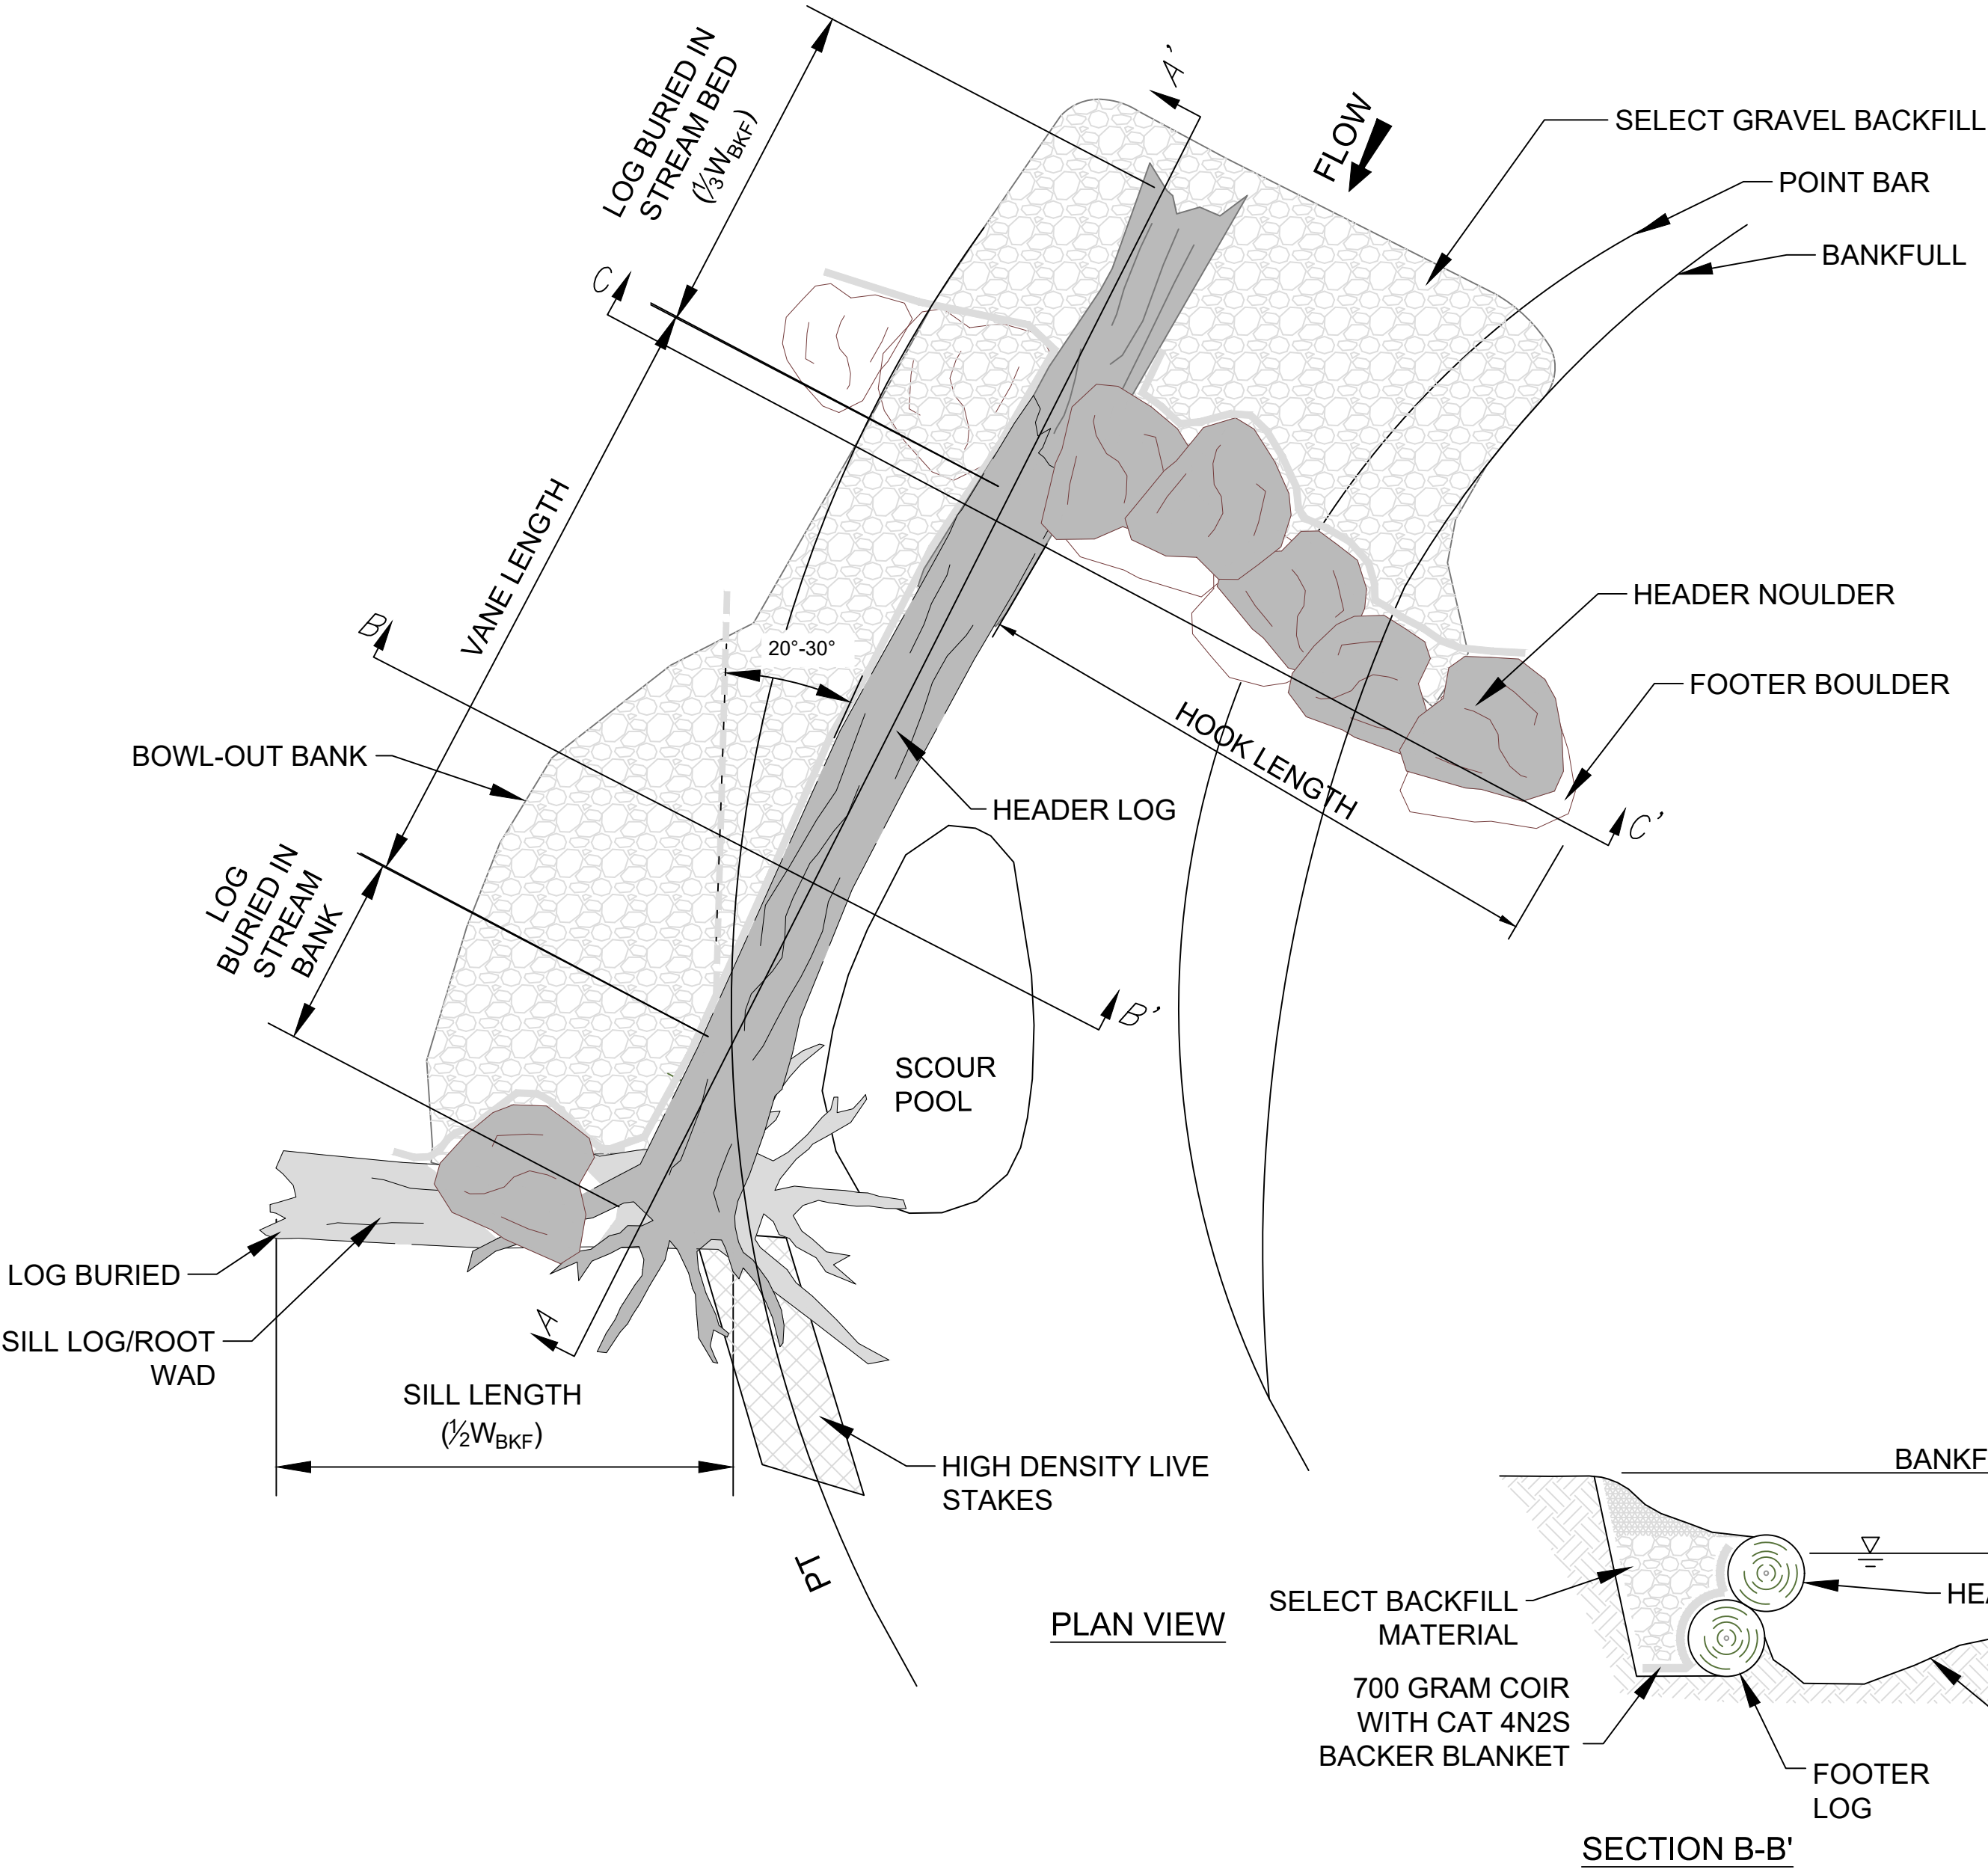 LOG BURIED IN
STREAM BED
(⅓WBKF)
A'
FLOW
SELECT GRAVEL BACKFILL
POINT BAR
BANKFULL
C
VANE LENGTH
B
20°-30°
HEADER NOULDER
FOOTER BOULDER
HOOK LENGTH
BOWL-OUT BANK
HEADER LOG
C'
LOG
BURIED IN
STREAM
BANK
B'
SCOUR
POOL
LOG BURIED
SILL LOG/ROOT
WAD
A
SILL LENGTH
(½WBKF)
HIGH DENSITY LIVE
STAKES
PT
PLAN VIEW
BANKF
SELECT BACKFILL
MATERIAL
HEA
700 GRAM COIR
WITH CAT 4N2S
BACKER BLANKET
FOOTER
LOG
SECTION B-B'